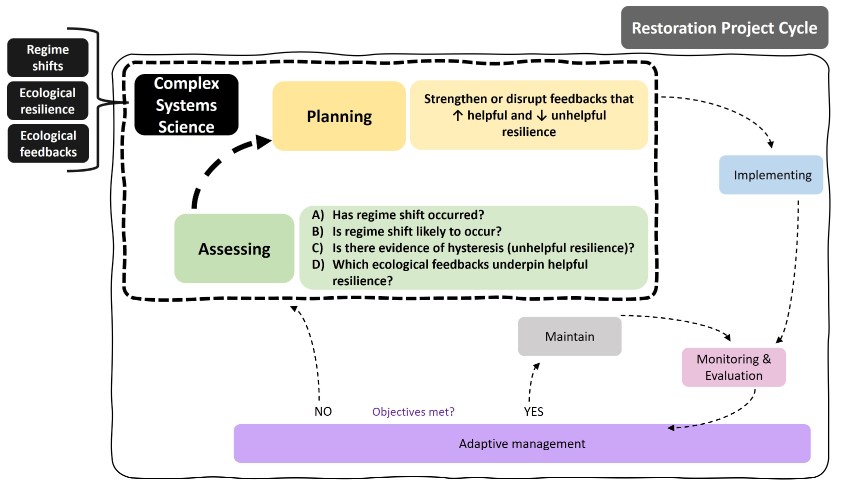 Restoration Project Cycle
Regime
shifts
Ecological
resilience
Ecological
feedbacks
Complex
Systems
Science
Planning
Strengthen or disrupt feedbacks that
↑ helpful and ↓ unhelpful
resilience
Implementing
Assessing
A) Has regime shift occurred?
B) Is regime shift likely to occur?
C) Is there evidence of hysteresis (unhelpful resilience)?
D) Which ecological feedbacks underpin helpful
resilience?
Maintain
Monitoring &
Evaluation
NO
Objectives met?
YES
Adaptive management